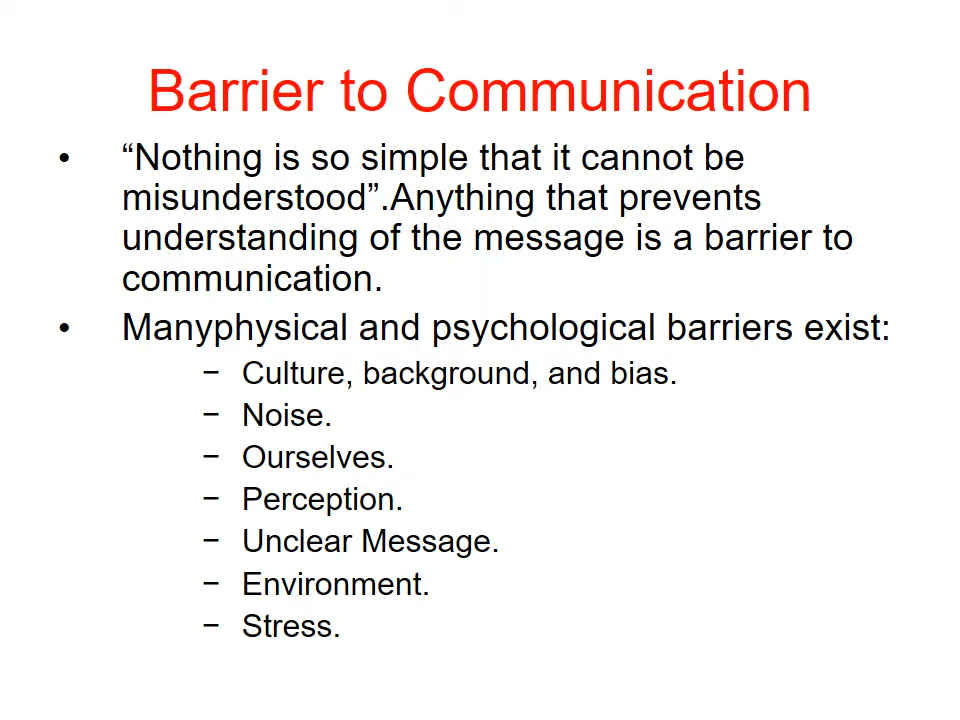 Barrier to Communication
• “Nothing is so simple that it cannot be
misunderstood”.Anything that prevents
understanding of the message is a barrier to
communication.
• Manyphysical and psychological barriers exist:
− Culture, background, and bias.
− Noise.
− Ourselves.
− Perception.
− Unclear Message.
− Environment.
− Stress.